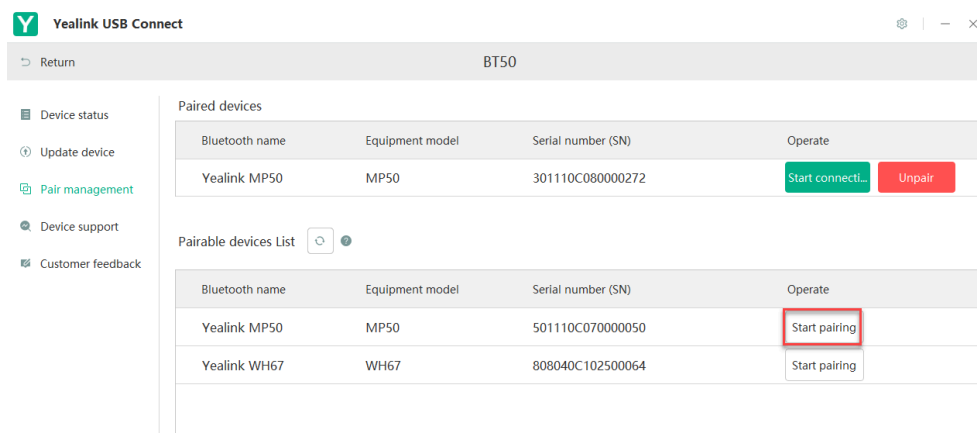 Y Yealink USB Connect
Return BT50
Device status
Update device
Pair management
Device support
Customer feedback
Paired devices
Bluetooth name Equipment model Serial number (SN) Operate
Yealink MP50 MP50 301110C080000272 Start connecti... Unpair
Pairable devices List ?
Bluetooth name Equipment model Serial number (SN) Operate
Yealink MP50 MP50 501110C070000050 Start pairing
Yealink WH67 WH67 808040C102500064 Start pairing